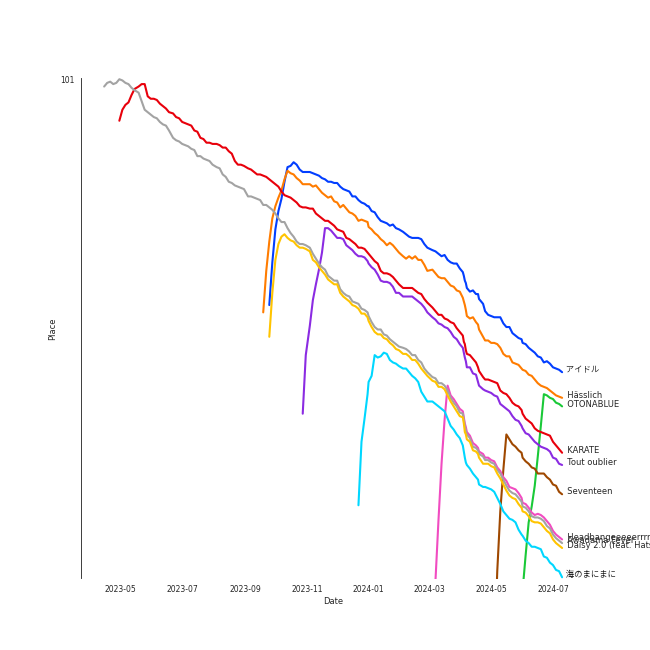 101
Place
アイドル
Hässlich
OTONABLUE
KARATE
Tout oublier
Seventeen
Headbangeeeeerrrrr
Daisy 2.0 (feat. Hats
海のまにまに
2023-05
2023-07
2023-09
2023-11
2024-01
2024-03
2024-05
2024-07
Date